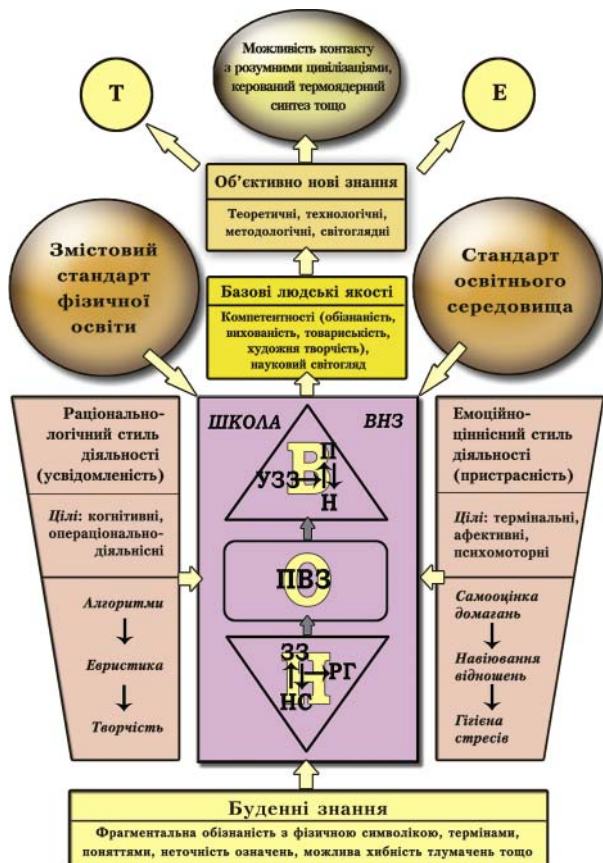 Можливість контакту
з розумними цивілізаціями,
керований термоядерний
синтез тощо
Т
Е
Об’єктивно нові знання
Теоретичні, технологічні,
методологічні, світоглядні
Змістовий
стандарт
фізичної
освіти
Стандарт
освітнього
середовища
Базові людські якості
Компетентності (обізнаність,
вихованість, товариськість,
художня творчість),
науковий світогляд
Раціонально-
логічний стиль
діяльності
(усвідомленість)
Цілі: когнітивні,
операціонально-
діяльнісні
Алгоритми
Евристика
Творчість
ШКОЛА
ВНЗ
В
П
УЗЗ
Н
О
ПВЗ
Н
ЗЗ
РГ
НС
Емоційно-
ціннісний стиль
діяльності
(пристрасність)
Цілі: термінальні,
афективні,
психомоторні
Самооцінка
домагань
Навіювання
відношень
Гігієна
стресів
Буденні знання
Фрагментальна обізнаність з фізичною символікою, термінами,
поняттями, неточність означень, можлива хибність тлумачень тощо